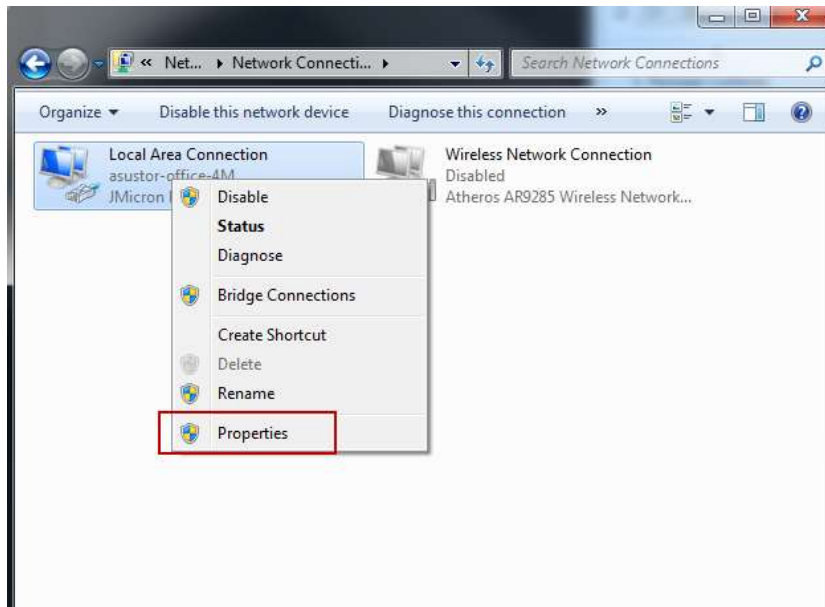 « Net... Network Connecti...
Search Network Connections
Organize Disable this network device Diagnose this connection »
Local Area Connection
asustor-office-4M
JMicron
Wireless Network Connection
Disabled
Atheros AR9285 Wireless Network...
Disable
Status
Diagnose
Bridge Connections
Create Shortcut
Delete
Rename
Properties